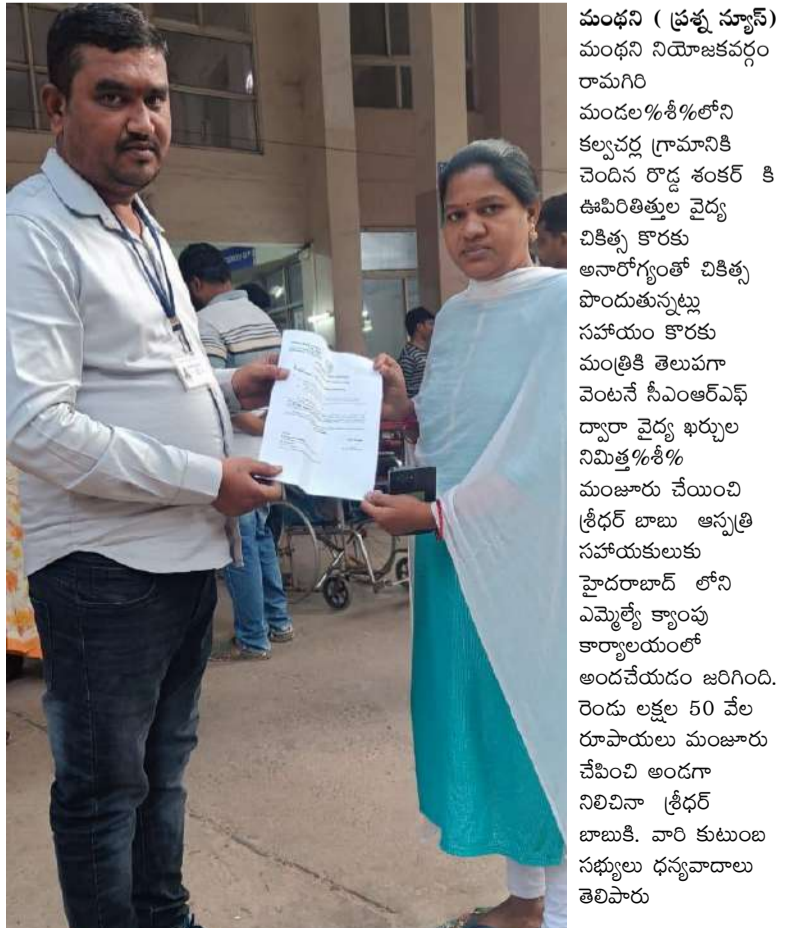 మంథని ( ప్రశ్న న్యూస్)
మంథని నియోజకవర్గం
రామగిరి
మండల%శీ%లోని
కల్వచర్ల గ్రామానికి
చెందిన రొడ్డ శంకర్ కి
ఊపిరితిత్తుల వైద్య
చికిత్స కొరకు
అనారోగ్యంతో చికిత్స
పొందుతున్నట్లు
సహాయం కొరకు
మంత్రికి తెలుపగా
వెంటనే సీఎంఆర్ఎఫ్
ద్వారా వైద్య ఖర్చుల
నిమిత్త%శీ%
మంజూరు చేయించి
శ్రీధర్ బాబు ఆస్పత్రి
సహాయకులుకు
హైదరాబాద్ లోని
ఎమ్మెల్యే క్యాంపు
కార్యాలయంలో
అందచేయడం జరిగింది.
రెండు లక్షల 50 వేల
రూపాయలు మంజూరు
చేపించి అండగా
నిలిచినా శ్రీధర్
బాబుకి. వారి కుటుంబ
సభ్యులు ధన్యవాదాలు
తెలిపారు